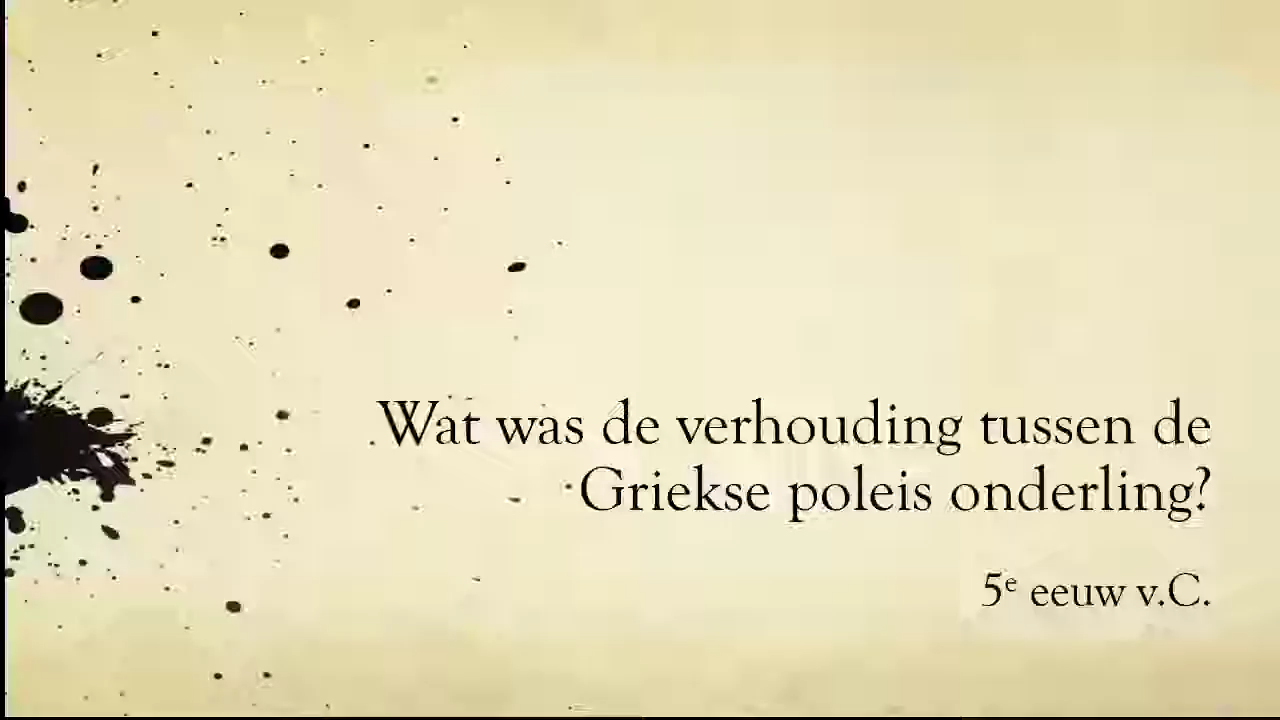 Wat was de verhouding tussen de
Griekse poleis onderling?
5e eeuw v.C.